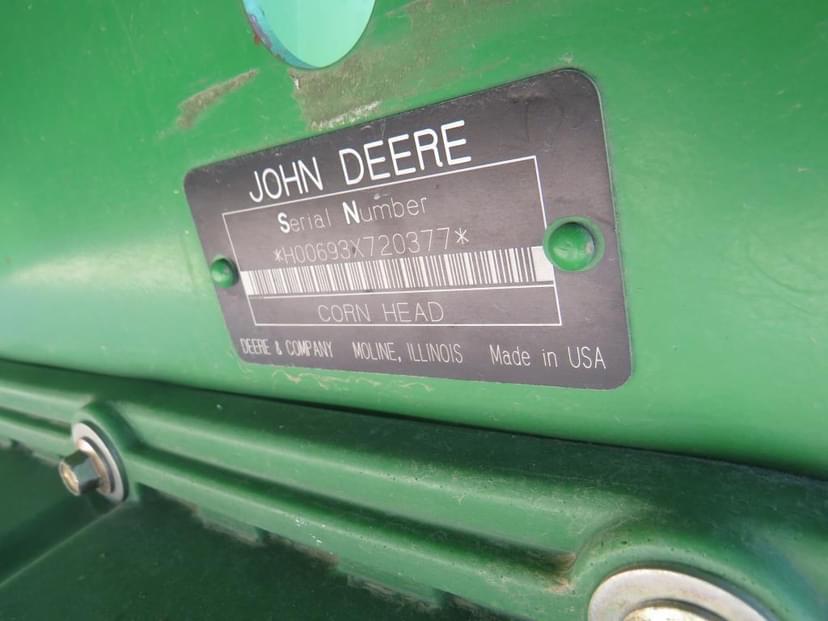 JOHN DEERE
Serial Number
*H00693X720377*
CORN HEAD
DEERE & COMPANY MOLINE, ILLINOIS Made in USA